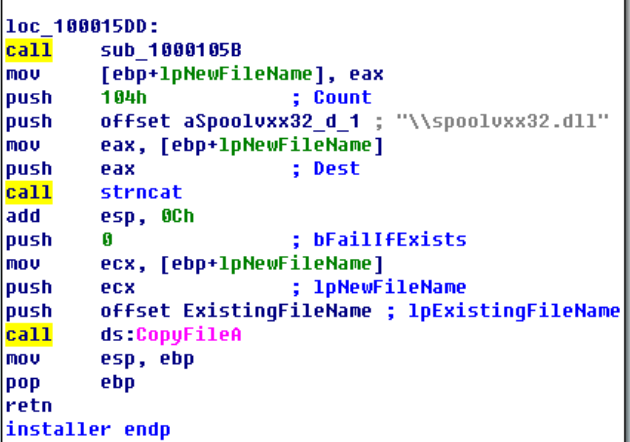 loc_100015DD:
call sub_1000105B
mov [ebp+lpNewFileName], eax
push 104h ; Count
push offset aSpoolvxx32_d_1 ; "\\spoolvxx32.dll"
mov eax, [ebp+lpNewFileName]
push eax ; Dest
call strncat
add esp, 0Ch
push 0 ; bFailIfExists
mov ecx, [ebp+lpNewFileName]
push ecx ; lpNewFileName
push offset ExistingFileName ; lpExistingFileName
call ds:CopyFileA
mov esp, ebp
pop ebp
retn
installer endp